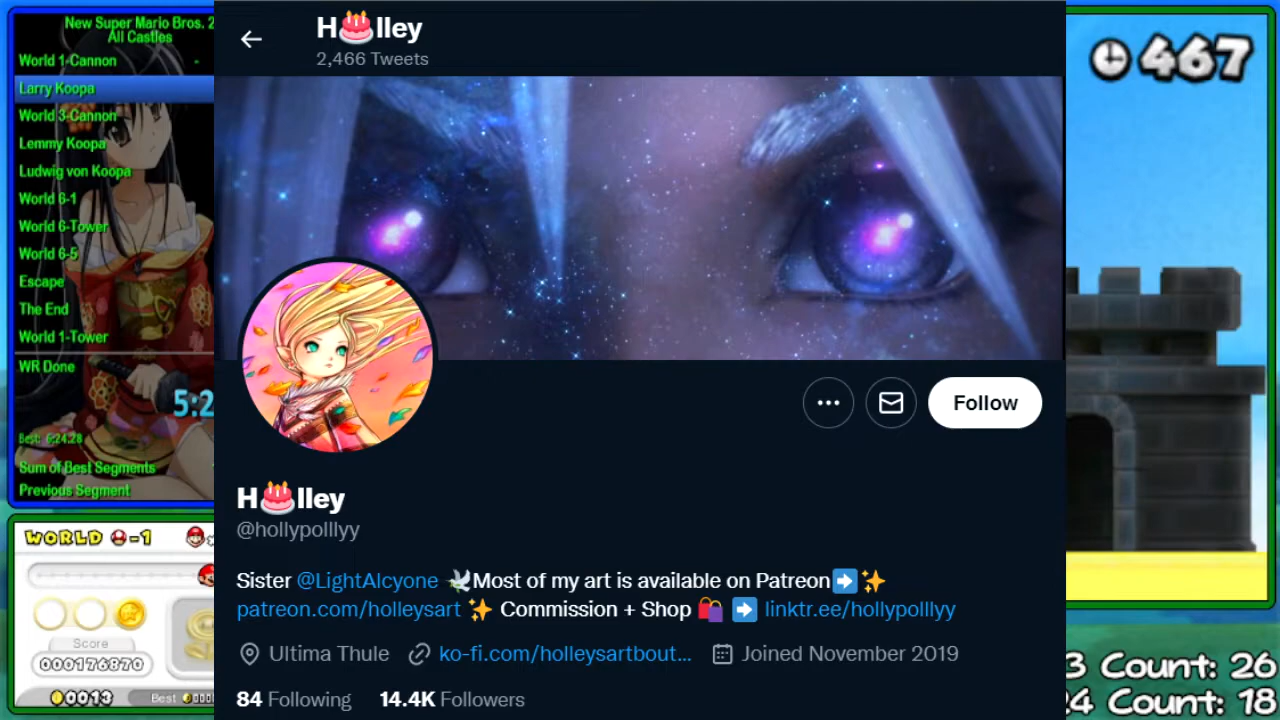 New Super Mario Bros. 2
All Castles
World 1-Cannon -
Larry Koopa
World 3-Cannon
Lemmy Koopa
Ludwig von Koopa
World 6-1
World 6-Tower
World 6-5
Escape
The End
World 1-Tower
WR Done
5:2
Best: 6:24.28
Sum of Best Segments
Previous Segment
WORLD -1
Score
000176870
0013 Best
H🎂lley
2,466 Tweets
Follow
H🎂lley
@hollypolllyy
Sister @LightAlcyone 🕊Most of my art is available on Patreon➡✨
patreon.com/holleysart ✨ Commission + Shop 🛍 ➡ linktr.ee/hollypolllyy
Ultima Thule ko-fi.com/holleysartbout... Joined November 2019
84 Following 14.4K Followers
467
3 Count: 26
24 Count: 18